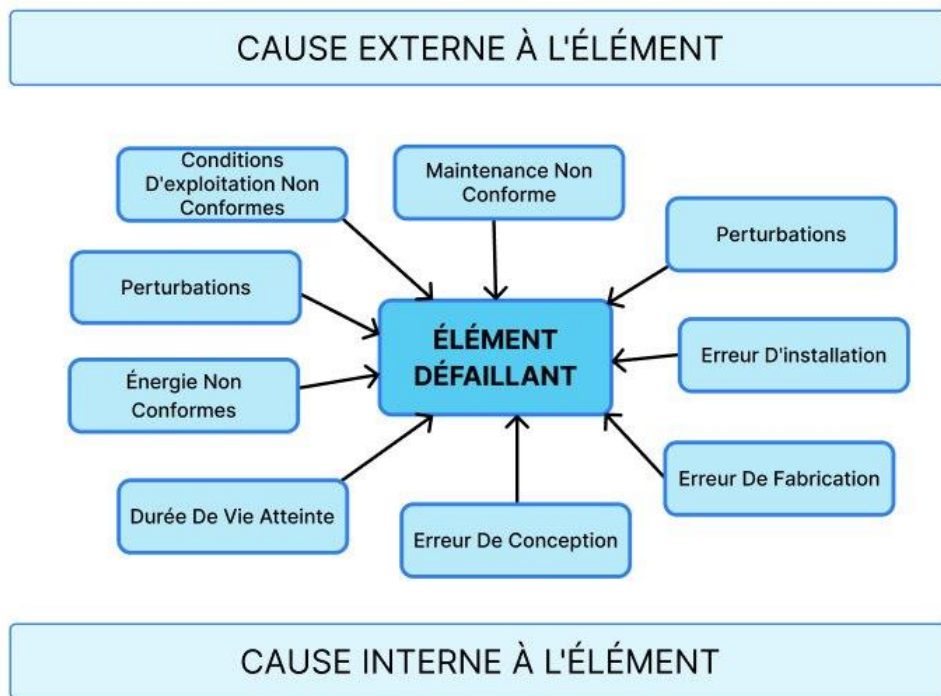 CAUSE EXTERNE À L'ÉLÉMENT
Conditions
D'exploitation Non
Conformes
Maintenance Non
Conforme
Perturbations
Perturbations
ÉLÉMENT
DÉFAILLANT
Erreur D'installation
Énergie Non
Conformes
Erreur De Fabrication
Durée De Vie Atteinte
Erreur De Conception
CAUSE INTERNE À L'ÉLÉMENT